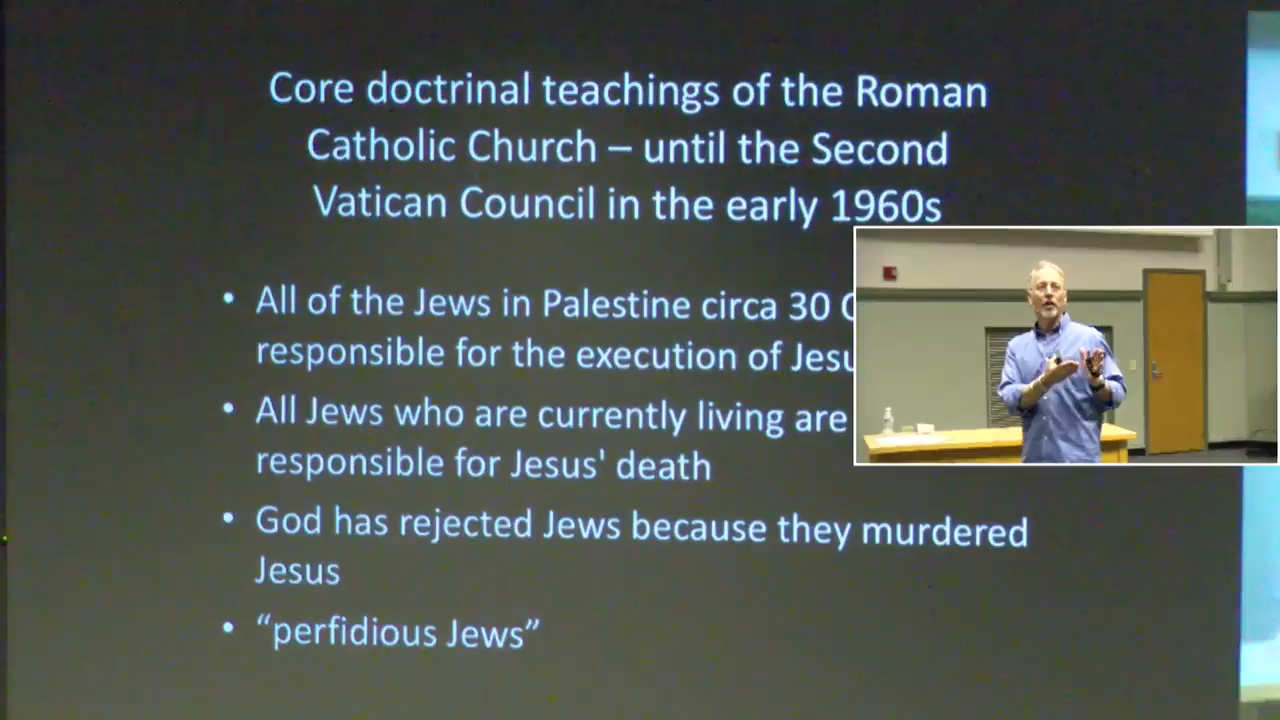 Core doctrinal teachings of the Roman
Catholic Church – until the Second
Vatican Council in the early 1960s
• All of the Jews in Palestine circa 30 C
responsible for the execution of Jesu
• All Jews who are currently living are
responsible for Jesus' death
• God has rejected Jews because they murdered
Jesus
• “perfidious Jews”